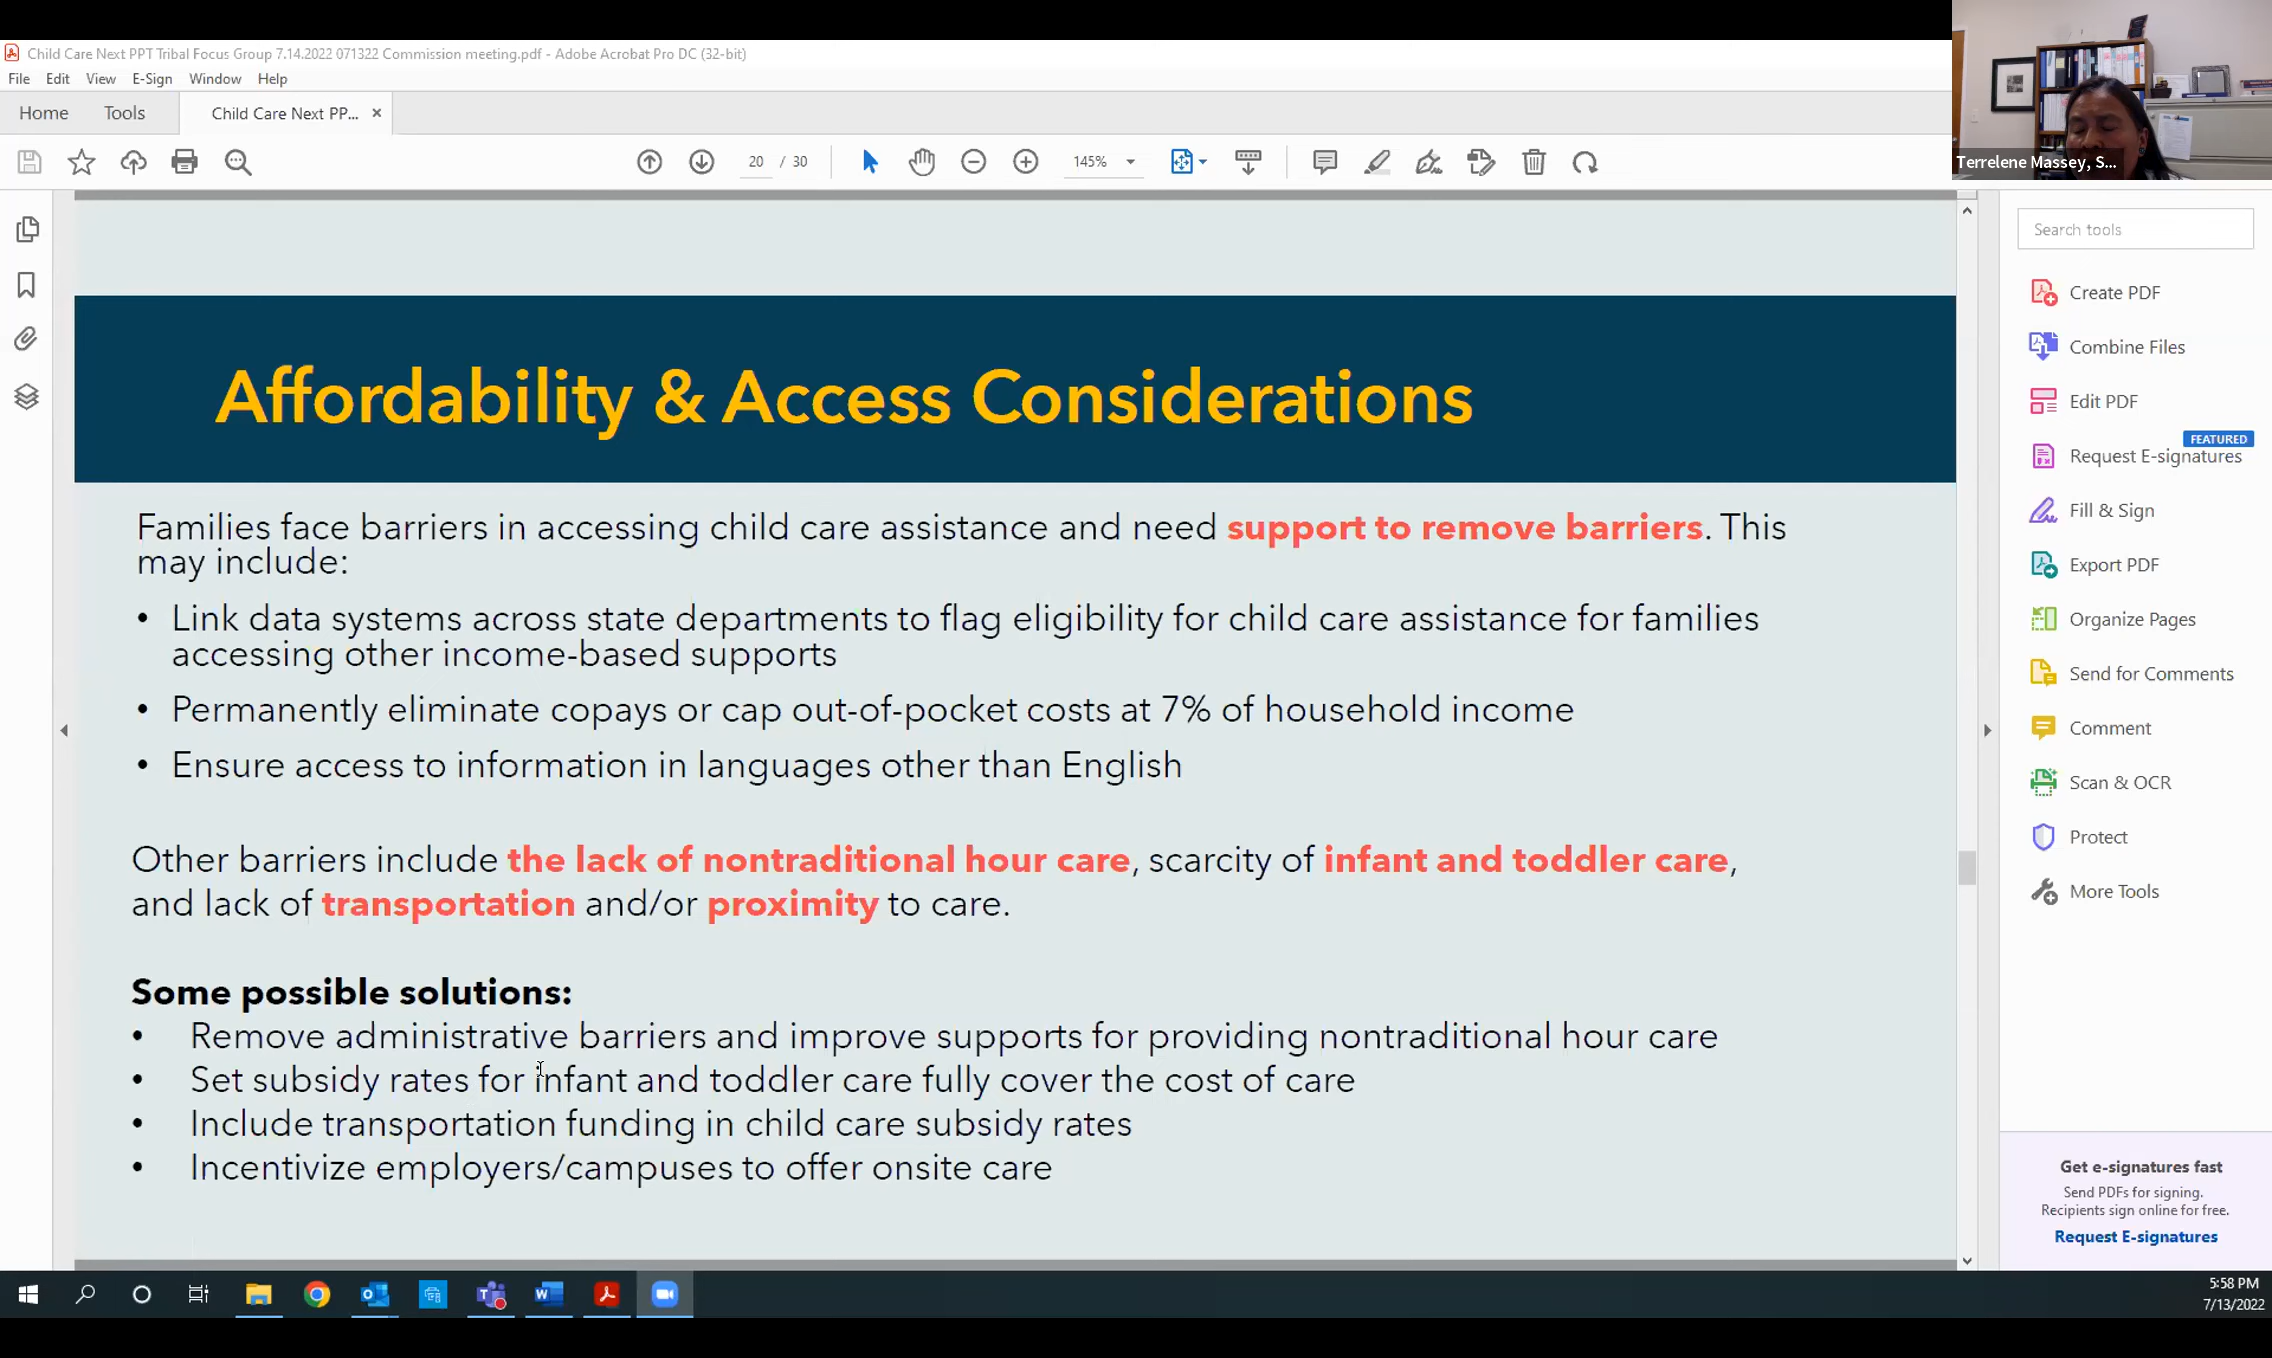 Child Care Next PPT Tribal Focus Group 7.14.2022 071322 Commission meeting.pdf - Adobe Acrobat Pro DC (32-bit)
File Edit View E-Sign Window Help
Home Tools Child Care Next PP... ×
20 / 30 145%
Terrelene Massey, S...
Affordability & Access Considerations
Families face barriers in accessing child care assistance and need support to remove barriers. This
may include:
• Link data systems across state departments to flag eligibility for child care assistance for families
accessing other income-based supports
• Permanently eliminate copays or cap out-of-pocket costs at 7% of household income
• Ensure access to information in languages other than English
Other barriers include the lack of nontraditional hour care, scarcity of infant and toddler care,
and lack of transportation and/or proximity to care.
Some possible solutions:
• Remove administrative barriers and improve supports for providing nontraditional hour care
• Set subsidy rates for infant and toddler care fully cover the cost of care
• Include transportation funding in child care subsidy rates
• Incentivize employers/campuses to offer onsite care
Search tools
Create PDF
Combine Files
Edit PDF
FEATURED
Request E-signatures
Fill & Sign
Export PDF
Organize Pages
Send for Comments
Comment
Scan & OCR
Protect
More Tools
Get e-signatures fast
Send PDFs for signing.
Recipients sign online for free.
Request E-signatures
5:58 PM
7/13/2022